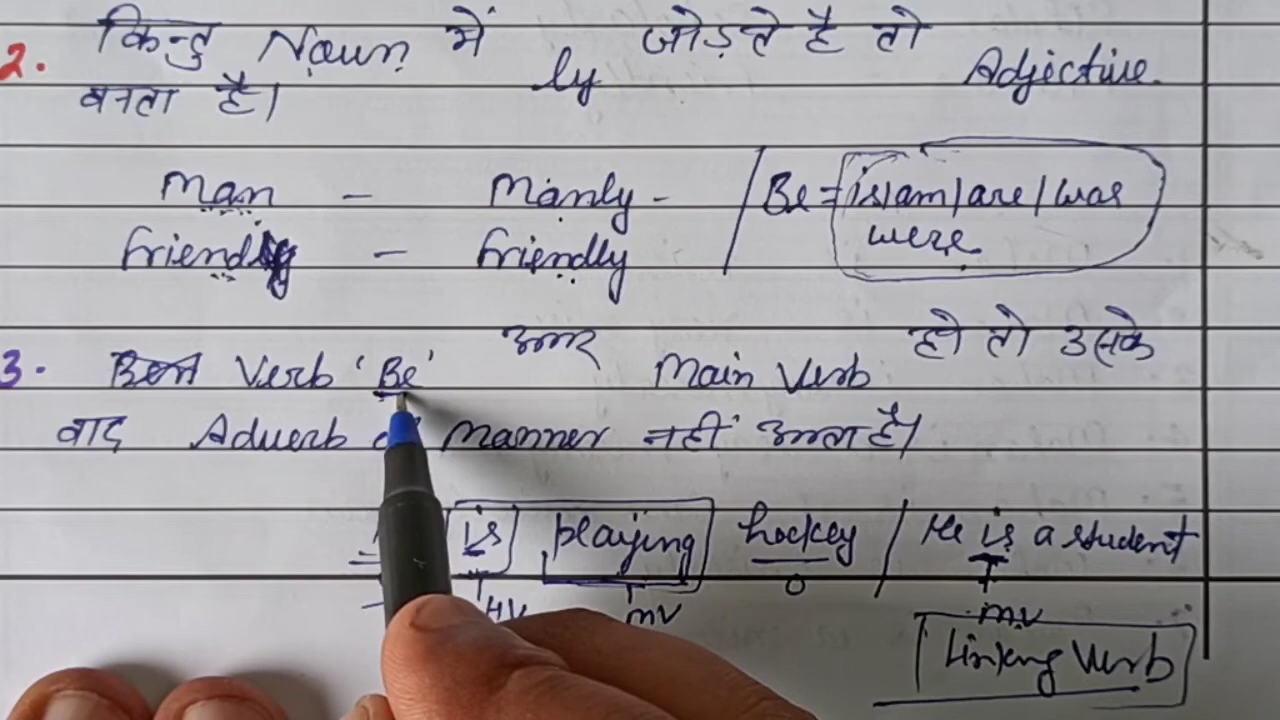 2. किन्तु Noun में ly जोड़ते है तो Adjective.
बनता है।
Man - Manly - / Be = is/am/are/was
were
friend - friendly
3. Verb 'Be' अगर Main Verb हो तो उसके
बाद Adverb of manner नहीं आता है।
is playing hockey / He is a student
HV MV O MV
Linking Verb